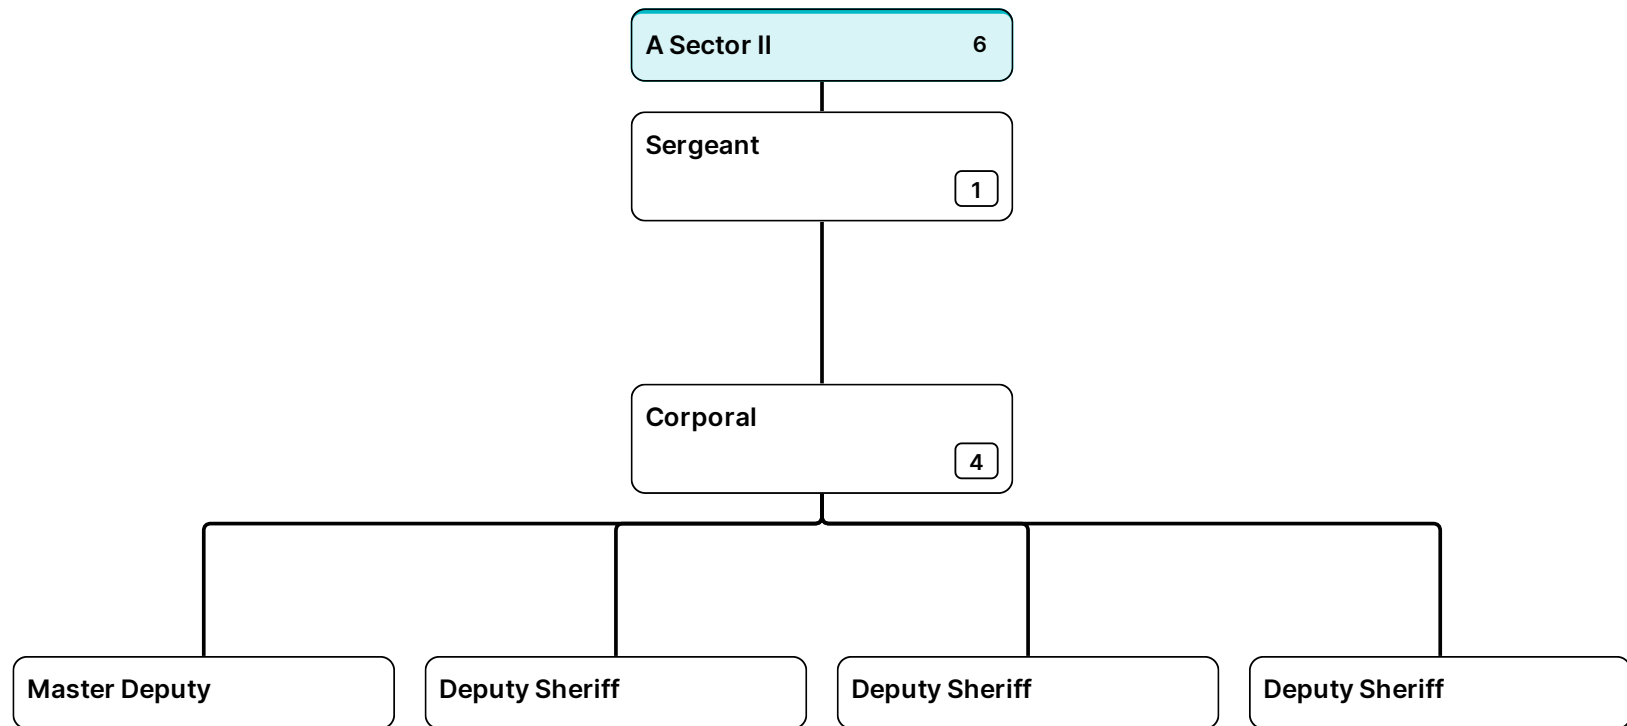 A Sector II 6
Sergeant
1
Corporal
4
Master Deputy
Deputy Sheriff
Deputy Sheriff
Deputy Sheriff